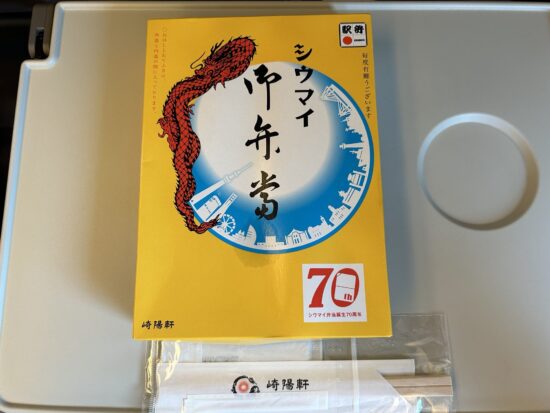 駅弁
毎度有難うございます
シウマイ
御弁当
70th
シウマイ弁当誕生70周年
崎陽軒
崎陽軒